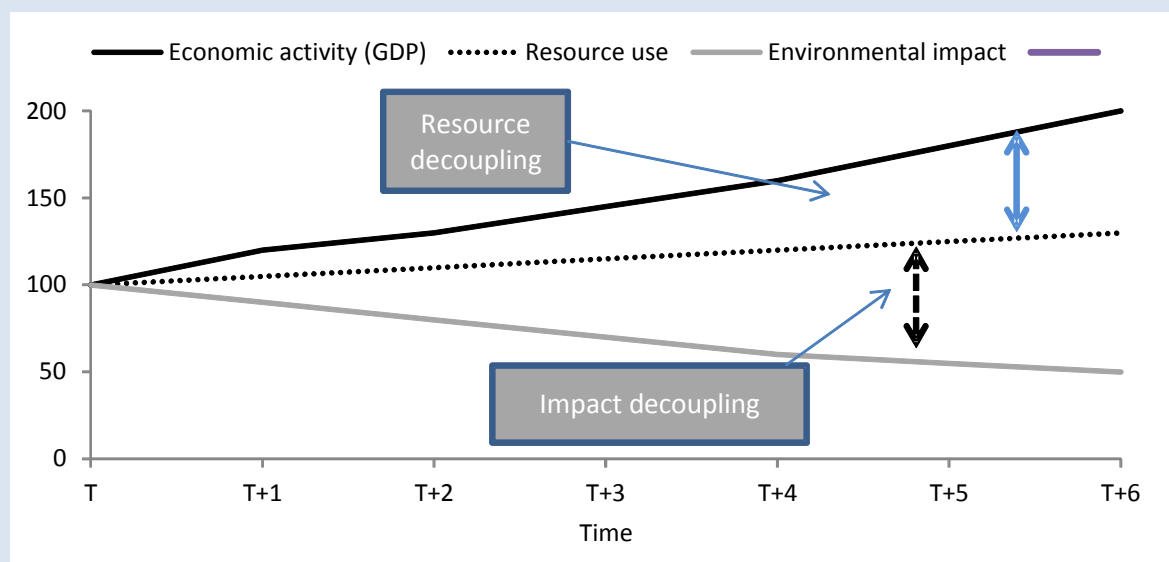 Economic activity (GDP) Resource use Environmental impact
200
Resource
decoupling
150
100
50
Impact decoupling
0
T T+1 T+2 T+3 T+4 T+5 T+6
Time